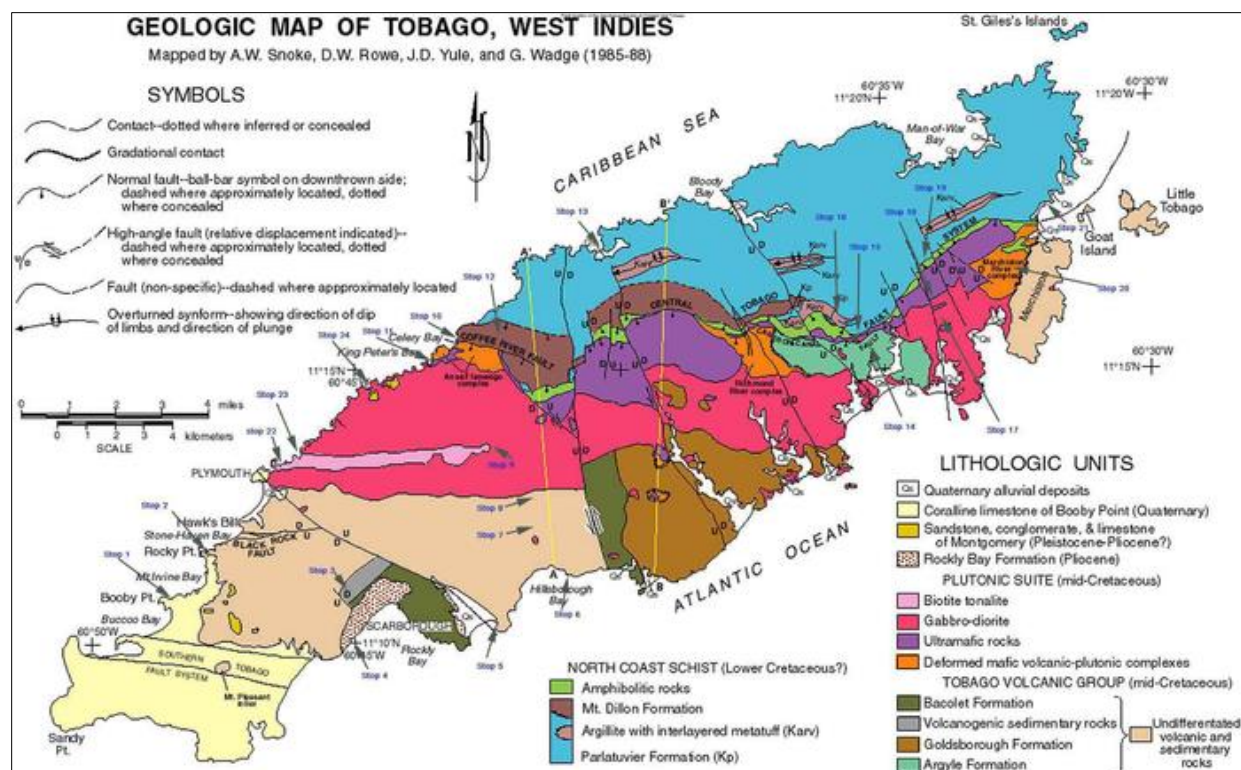 GEOLOGIC MAP OF TOBAGO, WEST INDIES
Mapped by A.W. Snoke, D.W. Rowe, J.D. Yule, and G. Wadge (1985-88)
SYMBOLS
Contact--dotted where inferred or concealed
Gradational contact
Normal fault--ball-bar symbol on downthrown side;
dashed where approximately located, dotted
where concealed
High-angle fault (relative displacement indicated)--
dashed where approximately located, dotted
where concealed
Fault (non-specific)--dashed where appproximately located
Overturned synform--showing direction of dip
of limbs and direction of plunge
N
0 1 2 3 4 miles
0 1 2 3 4 kilometers
SCALE
CARIBBEAN SEA
ATLANTIC OCEAN
St. Giles's Islands
60°35'W
11°20'N
60°30'W
11°20'N
Man-of-War
Bay
Bloody
Bay
Little
Tobago
Goat
Island
60°30'W
11°15'N
Stop 13
Stop 12
Stop 16
Stop 15
Celery Bay
King Peter's Bay
11°15'N
60°45'W
COFFEE RIVER FAULT
CENTRAL
TOBAGO
FAULT
SYSTEM
Richmond
River complex
Stop 18
Stop 19
Stop 14
Stop 17
Stop 23
Stop 22
PLYMOUTH
Hawk's Bill
Stone-Haven Bay
BLACK ROCK
FAULT
Stop 2
Rocky Pt.
Stop 1
Mt.Irvine Bay
Booby Pt.
Buccoo Bay
60°50'W
SOUTHERN TOBAGO
FAULT SYSTEM
Mt. Pleasant
Sandy
Pt.
Stop 3
SCARBOROUGH
11°10'N
60°45'W
Rockly
Bay
Stop 4
Stop 5
Stop 7
Hillsborough
Bay
Stop 6
A
A'
B
B'
LITHOLOGIC UNITS
Qs Quaternary alluvial deposits
Coralline limestone of Booby Point (Quaternary)
Sandstone, conglomerate, & limestone
of Montgomery (Pleistocene-Pliocene?)
Rockly Bay Formation (Pliocene)
PLUTONIC SUITE (mid-Cretaceous)
Biotite tonalite
Gabbro-diorite
Ultramafic rocks
Deformed mafic volcanic-plutonic complexes
TOBAGO VOLCANIC GROUP (mid-Cretaceous)
Bacolet Formation
Volcanogenic sedimentary rocks
Goldsborough Formation
Argyle Formation
Undifferentated
volcanic and
sedimentary
rocks
NORTH COAST SCHIST (Lower Cretaceous?)
Amphibolitic rocks
Mt. Dillon Formation
Argillite with interlayered metatuff (Karv)
Parlatuvier Formation (Kp)